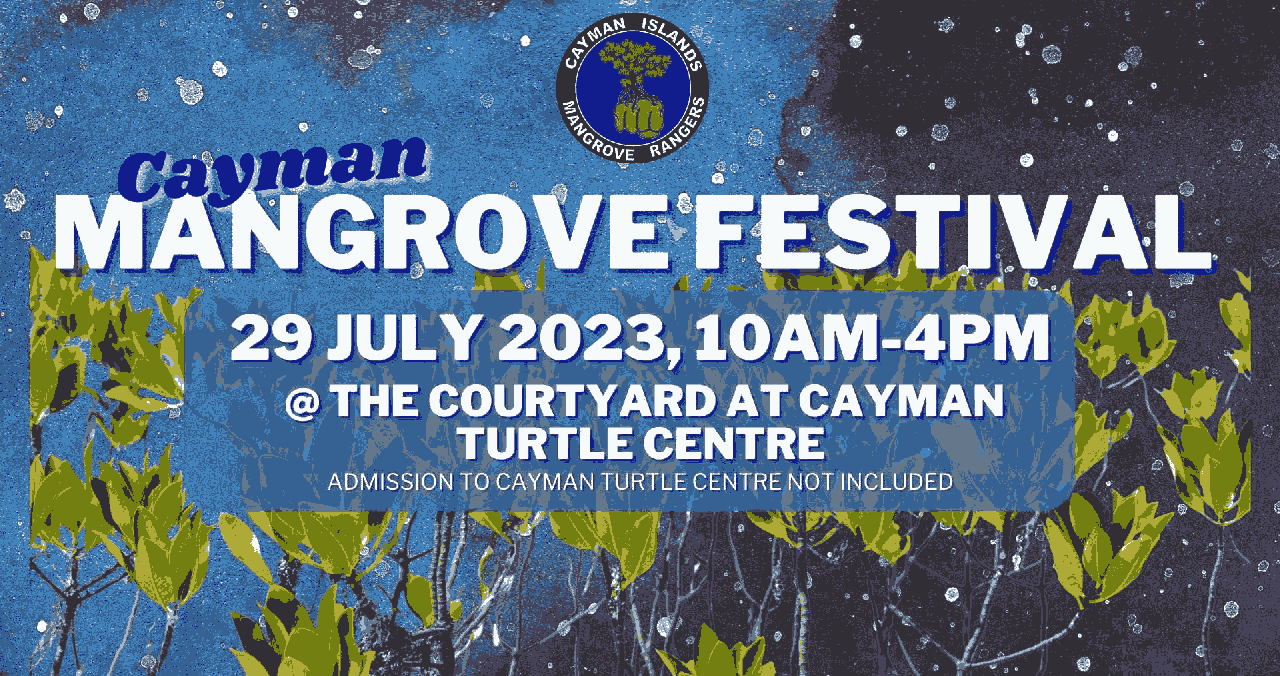 CAYMAN ISLANDS
MANGROVE RANGERS
Cayman
MANGROVE FESTIVAL
29 JULY 2023, 10AM-4PM
@ THE COURTYARD AT CAYMAN
TURTLE CENTRE
ADMISSION TO CAYMAN TURTLE CENTRE NOT INCLUDED